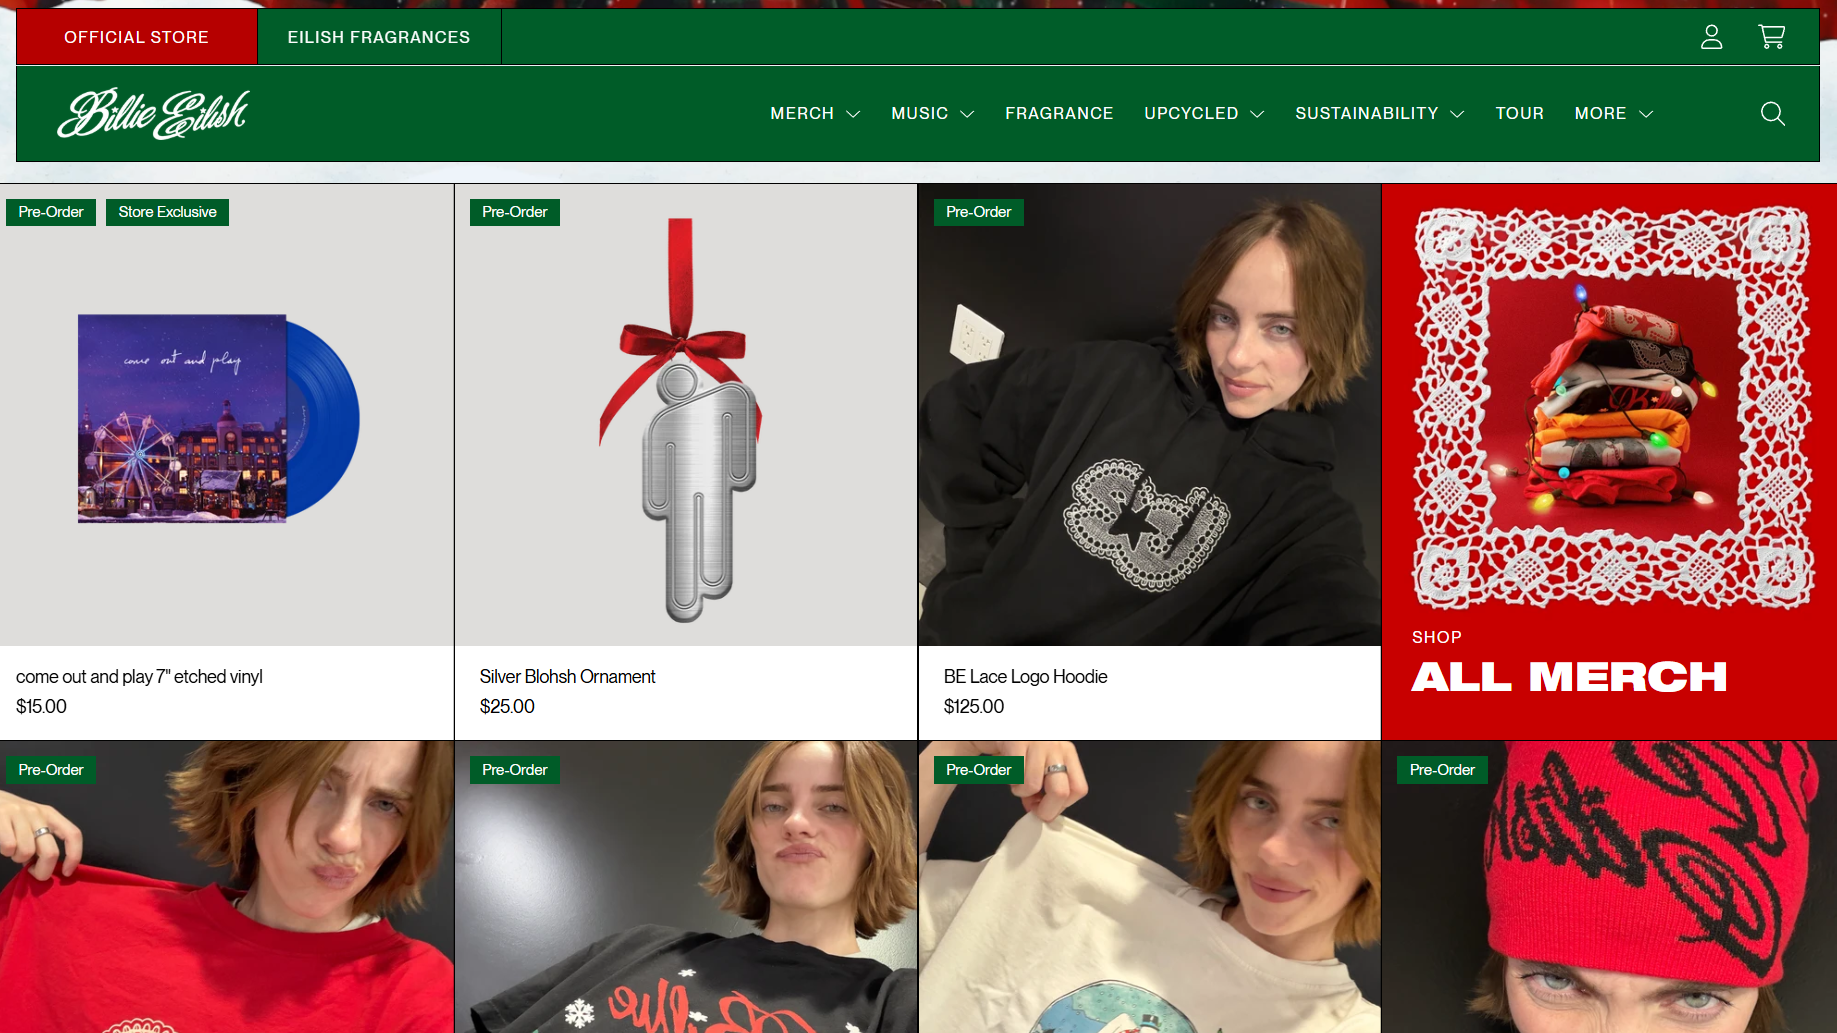 OFFICIAL STORE
EILISH FRAGRANCES
Billie Eilish
MERCH
MUSIC
FRAGRANCE
UPCYCLED
SUSTAINABILITY
TOUR
MORE
Pre-Order
Store Exclusive
come out and play
come out and play 7" etched vinyl
$15.00
Pre-Order
Silver Blohsh Ornament
$25.00
Pre-Order
BE Lace Logo Hoodie
$125.00
SHOP
ALL MERCH
Pre-Order
Pre-Order
Pre-Order
Pre-Order